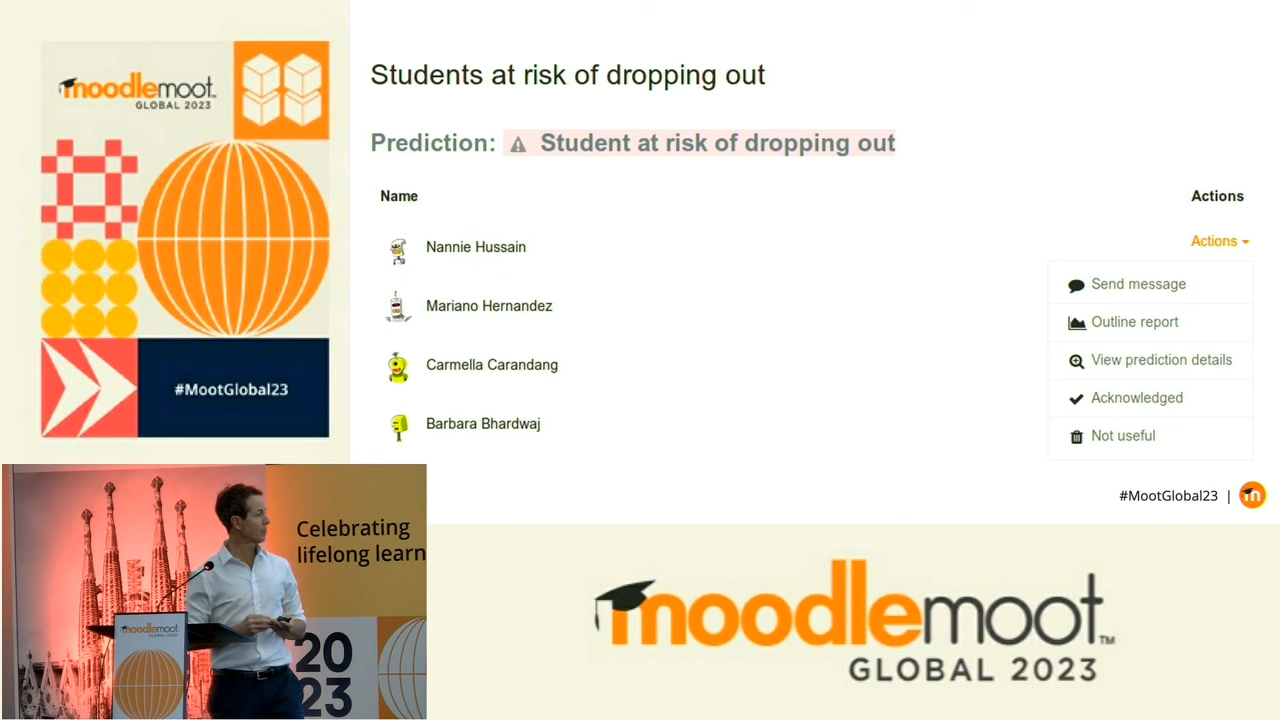 moodlemoot
GLOBAL 2023
#MootGlobal23
Students at risk of dropping out
Prediction: Student at risk of dropping out
Name Actions
Actions
Nannie Hussain
Mariano Hernandez
Carmella Carandang
Barbara Bhardwaj
Send message
Outline report
View prediction details
Acknowledged
Not useful
#MootGlobal23 | m
Celebrating
lifelong learn
20
23
moodlemoot
GLOBAL 2023
moodlemoot™
GLOBAL 2023